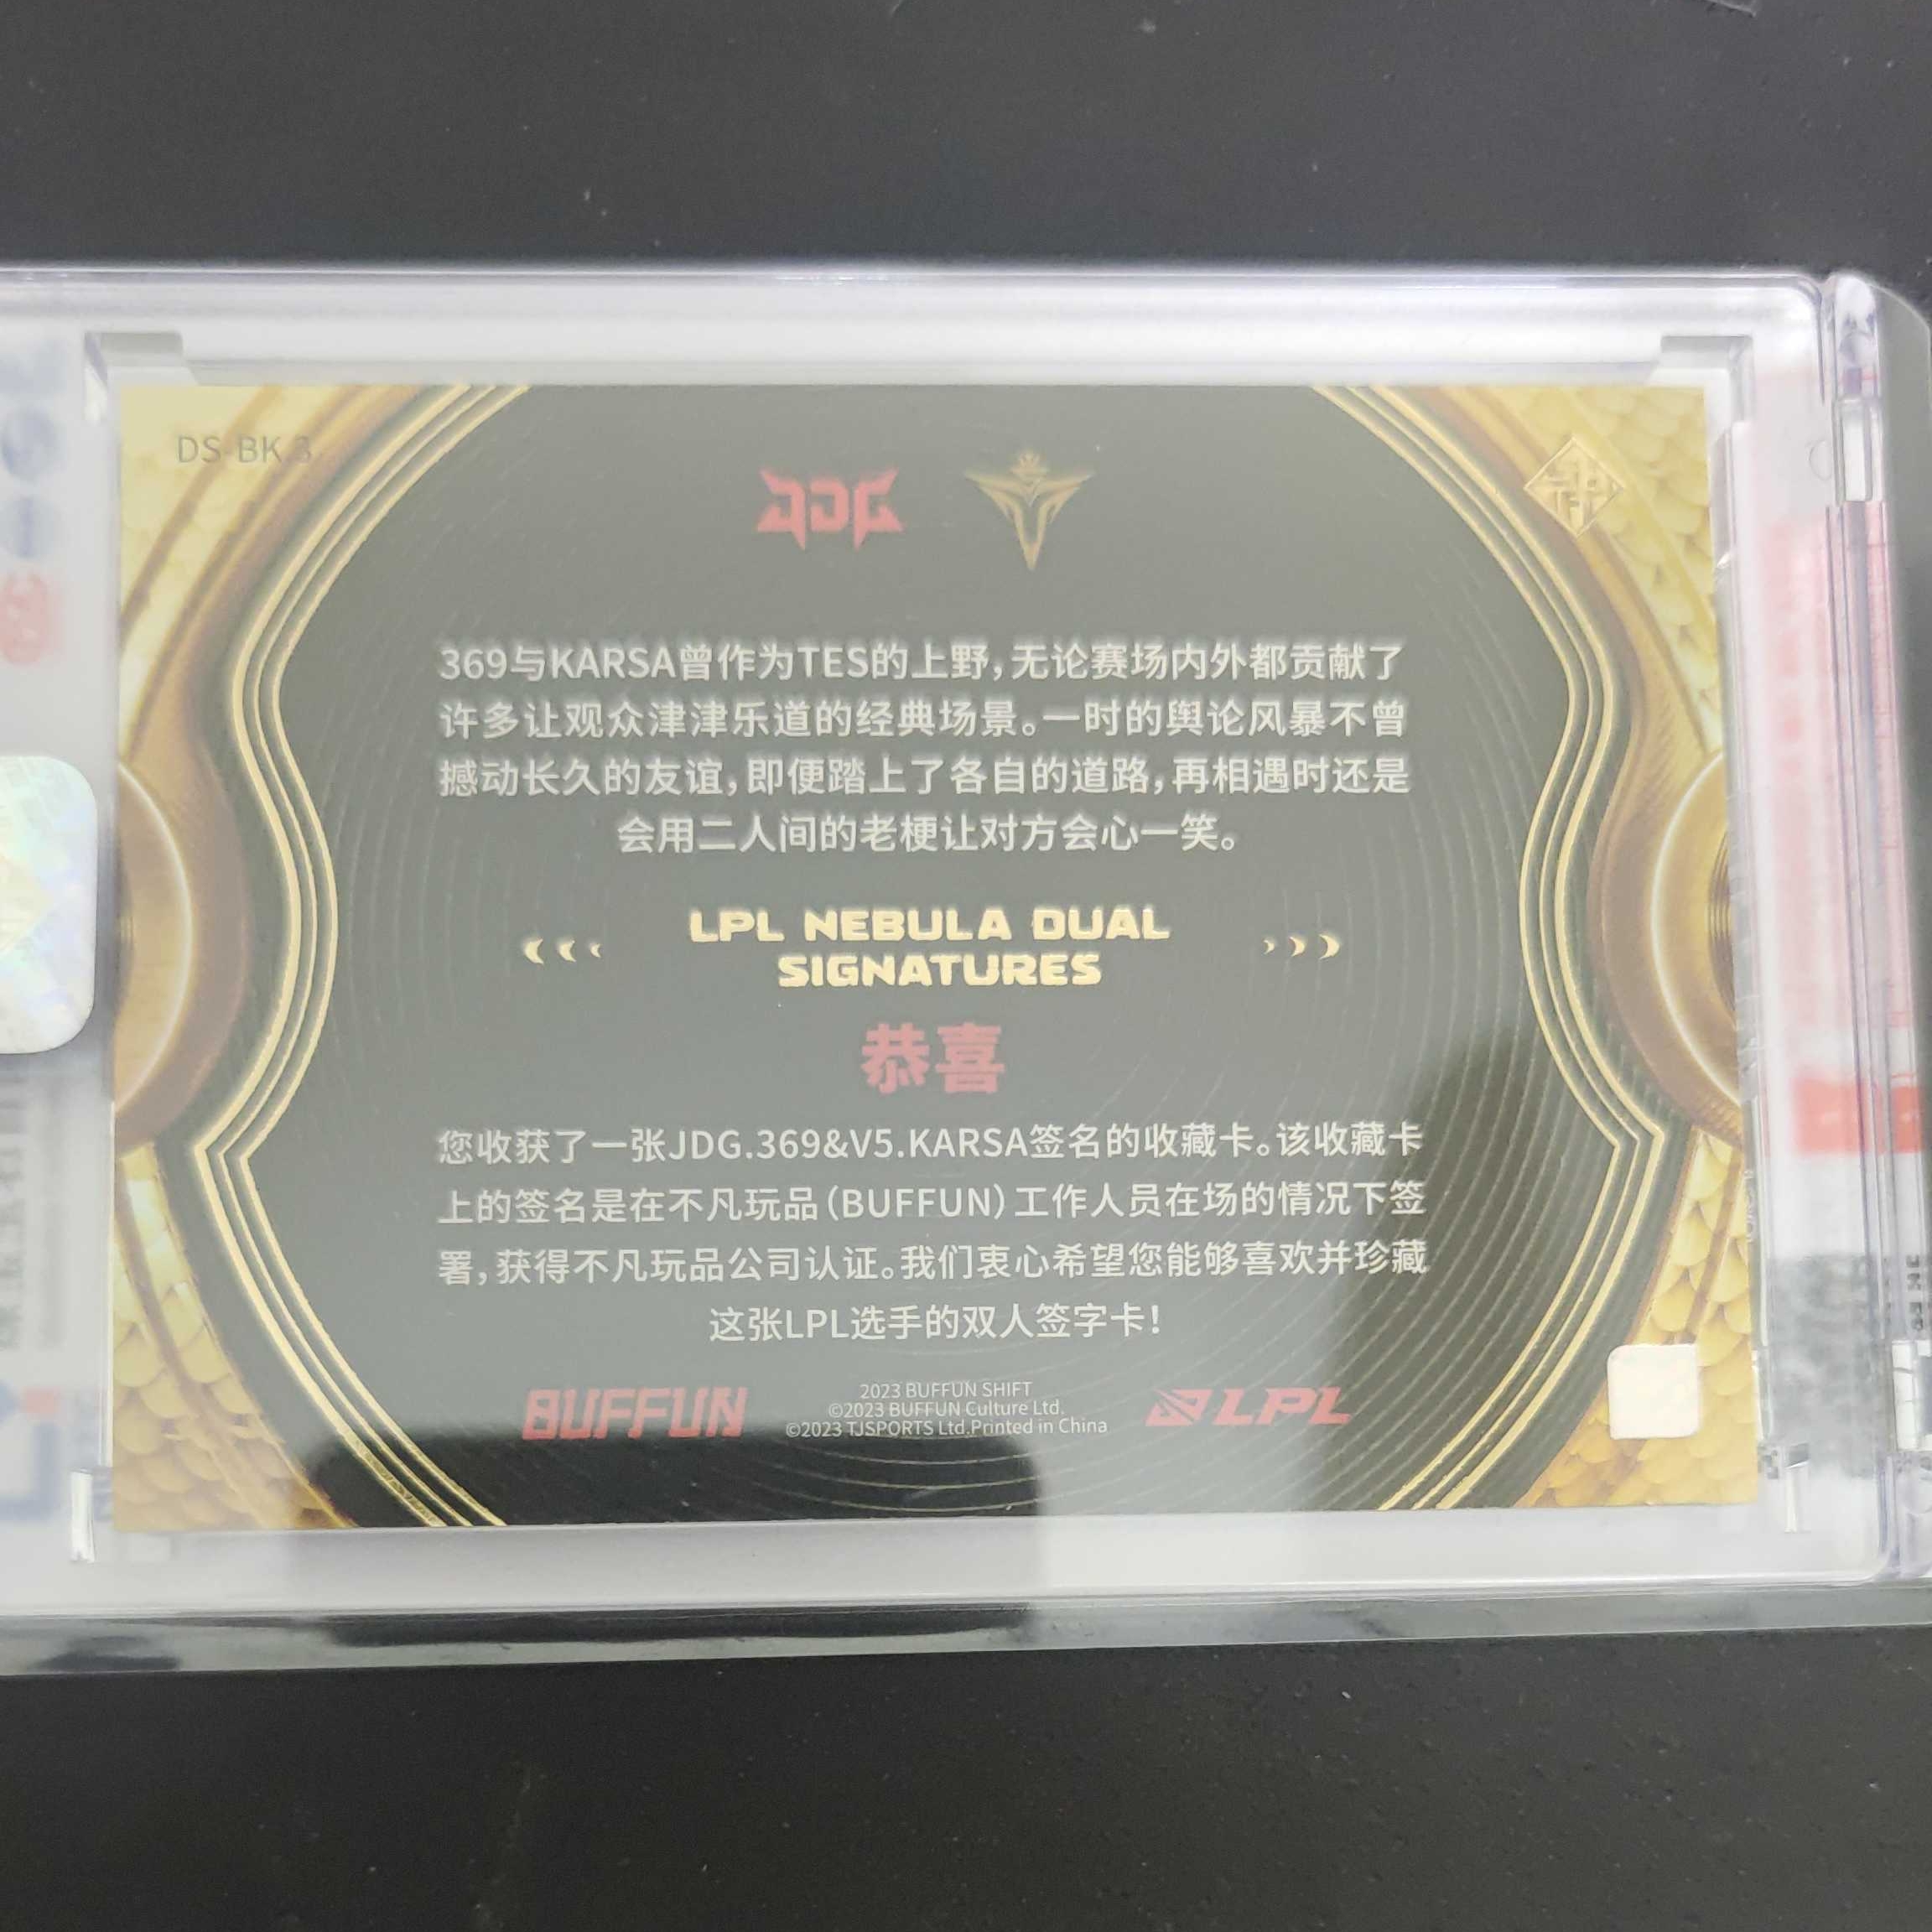 DS-BK 3
JDG
369与KARSA曾作为TES的上野,无论赛场内外都贡献了
许多让观众津津乐道的经典场景。一时的舆论风暴不曾
撼动长久的友谊,即便踏上了各自的道路,再相遇时还是
会用二人间的老梗让对方会心一笑。
LPL NEBULA DUAL
SIGNATURES
恭喜
您收获了一张JDG.369&V5.KARSA签名的收藏卡。该收藏卡
上的签名是在不凡玩品(BUFFUN)工作人员在场的情况下签
署,获得不凡玩品公司认证。我们衷心希望您能够喜欢并珍藏
这张LPL选手的双人签字卡!
BUFFUN
2023 BUFFUN SHIFT
©2023 BUFFUN Culture Ltd.
©2023 TJSPORTS Ltd.Printed in China
LPL